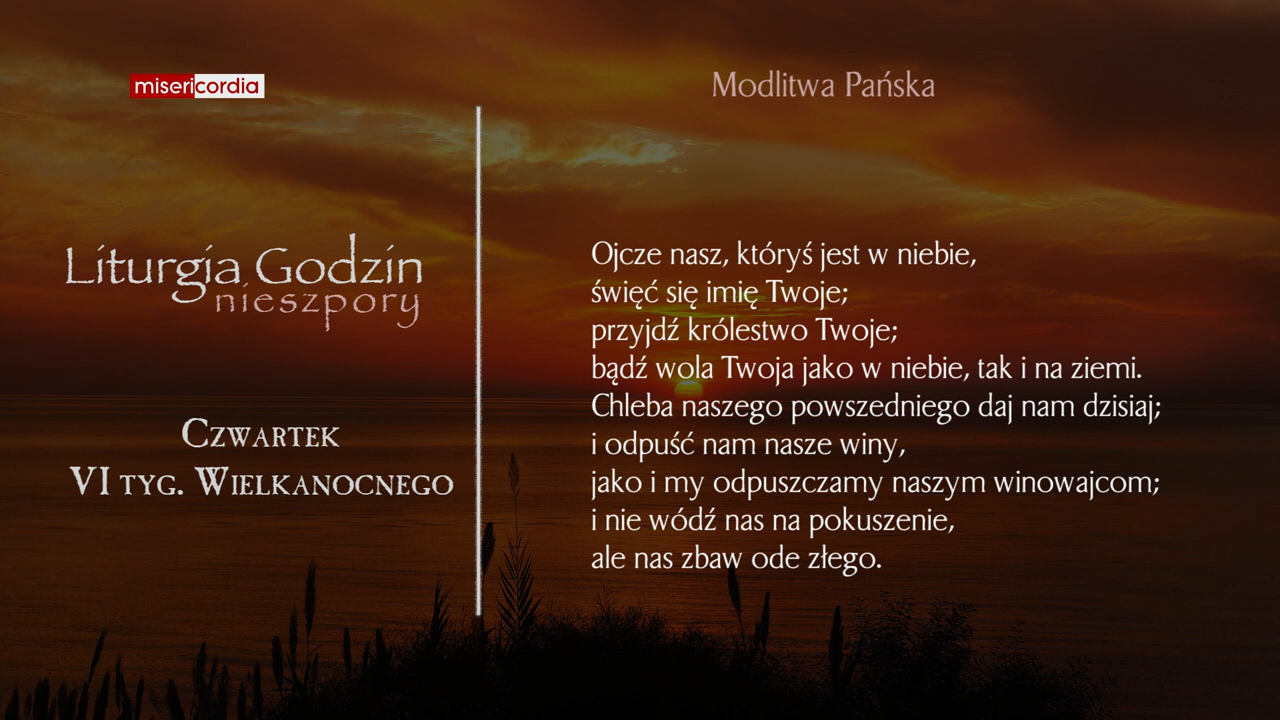 misericordia
Liturgia Godzin
nieszpory
Czwartek
VI tyg. Wielkanocnego
Modlitwa Pańska
Ojcze nasz, któryś jest w niebie,
święć się imię Twoje;
przyjdź królestwo Twoje;
bądź wola Twoja jako w niebie, tak i na ziemi.
Chleba naszego powszedniego daj nam dzisiaj;
i odpuść nam nasze winy,
jako i my odpuszczamy naszym winowajcom;
i nie wódź nas na pokuszenie,
ale nas zbaw ode złego.